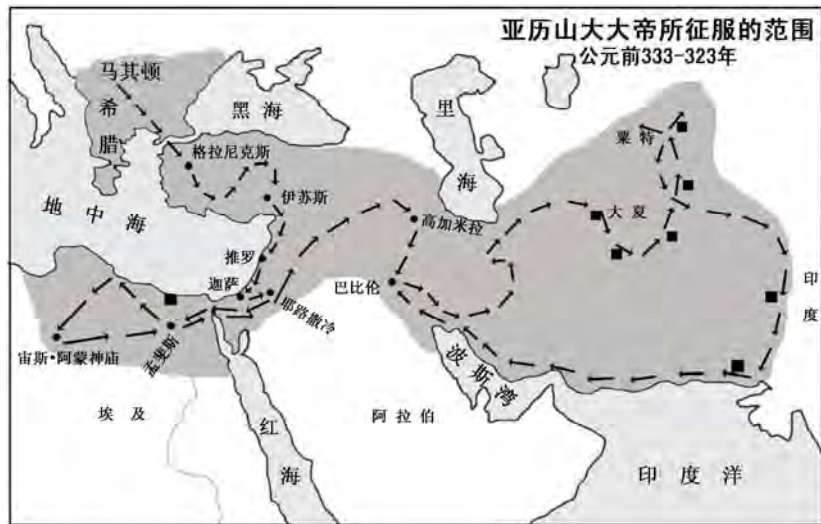 亚历山大大帝所征服的范围
公元前333-323年
马其顿
希腊
黑海
里海
粟特
格拉尼克斯
伊苏斯
大夏
地中海
高加米拉
推罗
迦萨
巴比伦
印度
耶路撒冷
宙斯·阿蒙神庙
孟斐斯
波斯湾
埃及
红海
阿拉伯
印度洋